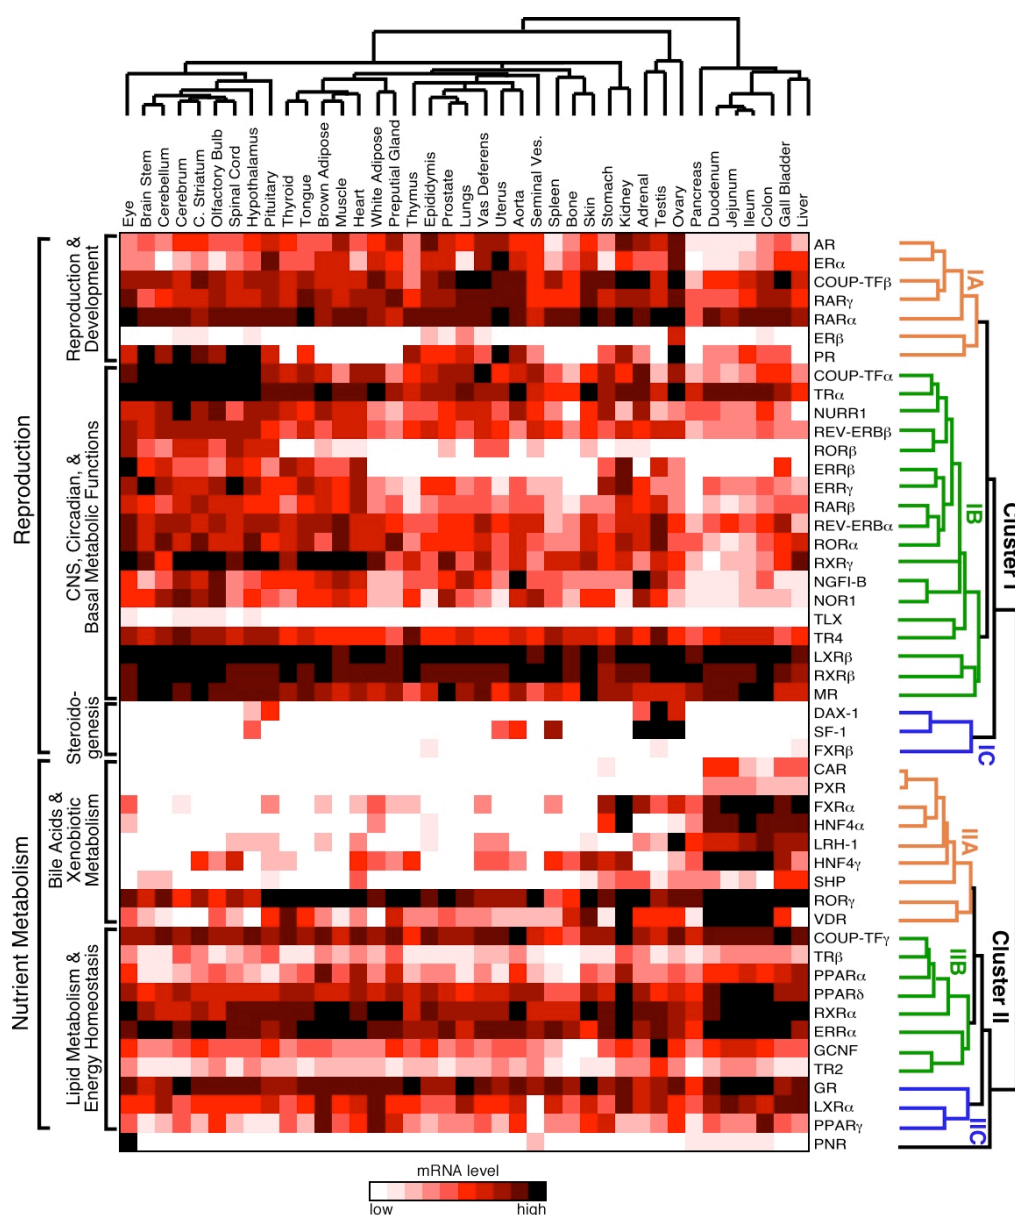 Eye
Brain Stem
Cerebellum
Cerebrum
C. Striatum
Olfactory Bulb
Spinal Cord
Hypothalamus
Pituitary
Thyroid
Tongue
Brown Adipose
Muscle
Heart
White Adipose
Preputial Gland
Thymus
Epididymis
Prostate
Lungs
Vas Deferens
Uterus
Aorta
Seminal Ves.
Spleen
Bone
Skin
Stomach
Kidney
Adrenal
Testis
Ovary
Pancreas
Duodenum
Jejunum
Ileum
Colon
Gall Bladder
Liver
Reproduction
Reproduction &
Development
CNS, Circadian, &
Basal Metabolic Functions
Steroido-
genesis
Nutrient Metabolism
Bile Acids &
Xenobiotic
Metabolism
Lipid Metabolism &
Energy Homeostasis
AR
ERα
COUP-TFβ
RARγ
RARα
ERβ
PR
COUP-TFα
TRα
NURR1
REV-ERBβ
RORβ
ERRβ
ERRγ
RARβ
REV-ERBα
RORα
RXRγ
NGFI-B
NOR1
TLX
TR4
LXRβ
RXRβ
MR
DAX-1
SF-1
FXRβ
CAR
PXR
FXRα
HNF4α
LRH-1
HNF4γ
SHP
RORγ
VDR
COUP-TFγ
TRβ
PPARα
PPARδ
RXRα
ERRα
GCNF
TR2
GR
LXRα
PPARγ
PNR
IA
IB
IC
Cluster I
IIA
IIB
IIC
Cluster II
mRNA level
low high